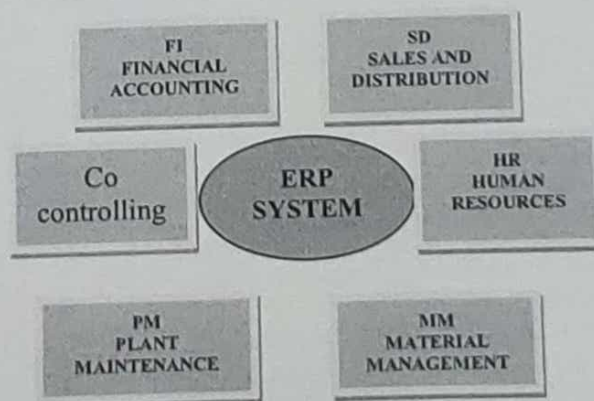 FI
FINANCIAL
ACCOUNTING
SD
SALES AND
DISTRIBUTION
Co
controlling
ERP
SYSTEM
HR
HUMAN
RESOURCES
PM
PLANT
MAINTENANCE
MM
MATERIAL
MANAGEMENT